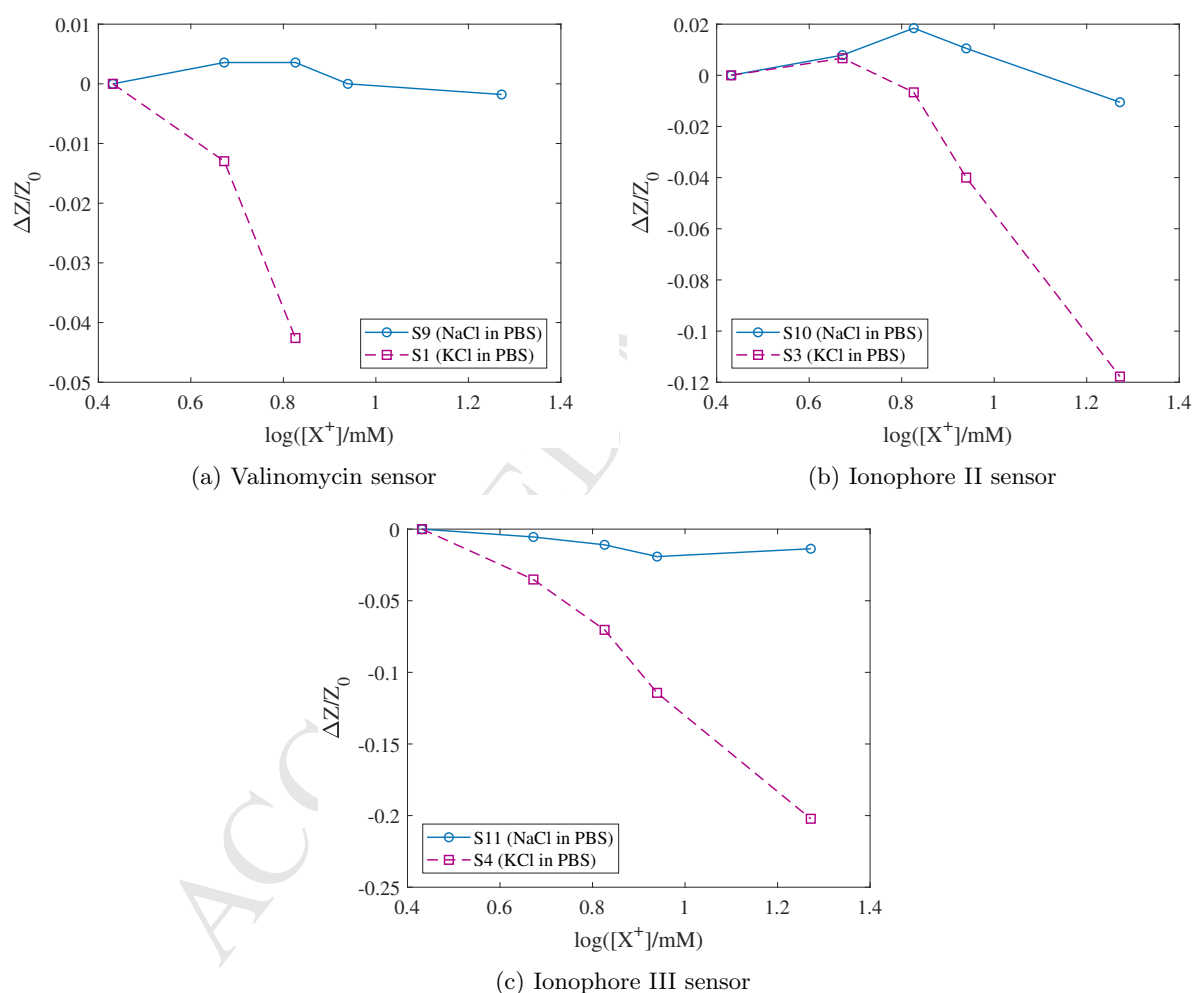 0.01
0
-0.01
-0.02
-0.03
-0.04
-0.05
ΔZ/Z₀
0.4 0.6 0.8 1 1.2 1.4
log([X⁺]/mM)
S9 (NaCl in PBS)
S1 (KCl in PBS)
(a) Valinomycin sensor
0.02
0
-0.02
-0.04
-0.06
-0.08
-0.1
-0.12
ΔZ/Z₀
0.4 0.6 0.8 1 1.2 1.4
log([X⁺]/mM)
S10 (NaCl in PBS)
S3 (KCl in PBS)
(b) Ionophore II sensor
0
-0.05
-0.1
-0.15
-0.2
-0.25
ΔZ/Z₀
0.4 0.6 0.8 1 1.2 1.4
log([X⁺]/mM)
S11 (NaCl in PBS)
S4 (KCl in PBS)
(c) Ionophore III sensor